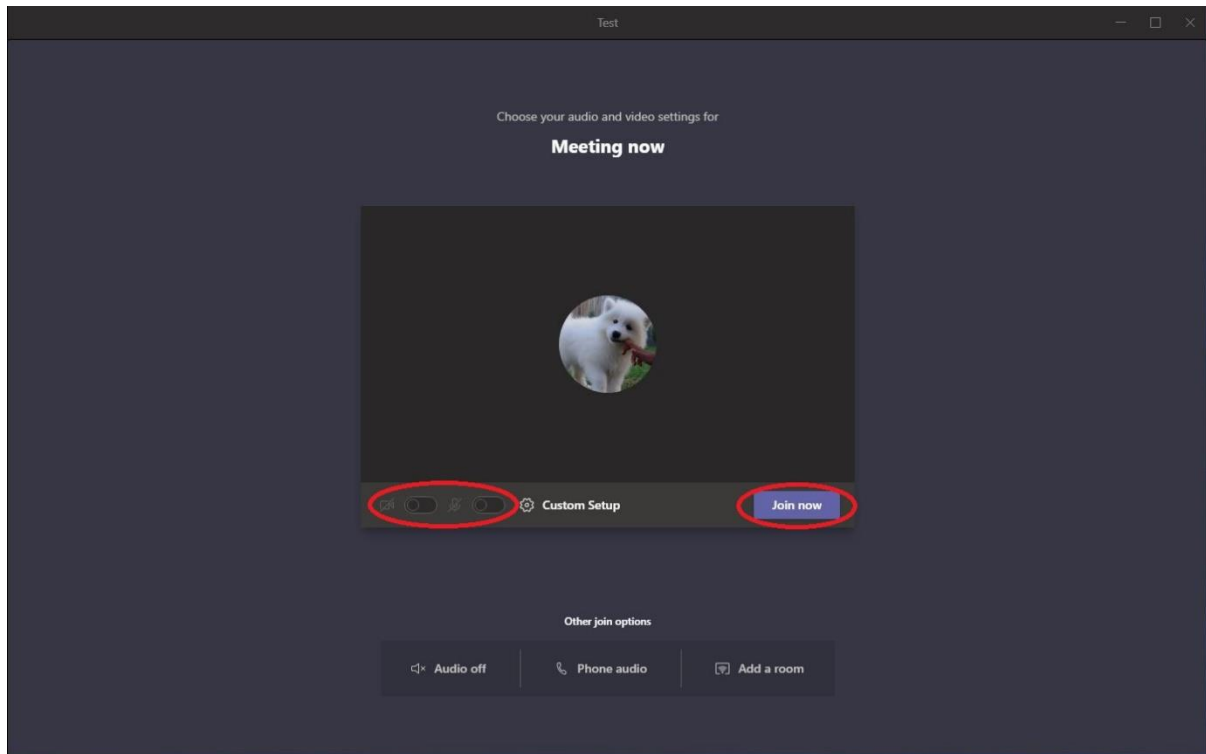 Test
Choose your audio and video settings for
Meeting now
Custom Setup
Join now
Other join options
Audio off
Phone audio
Add a room